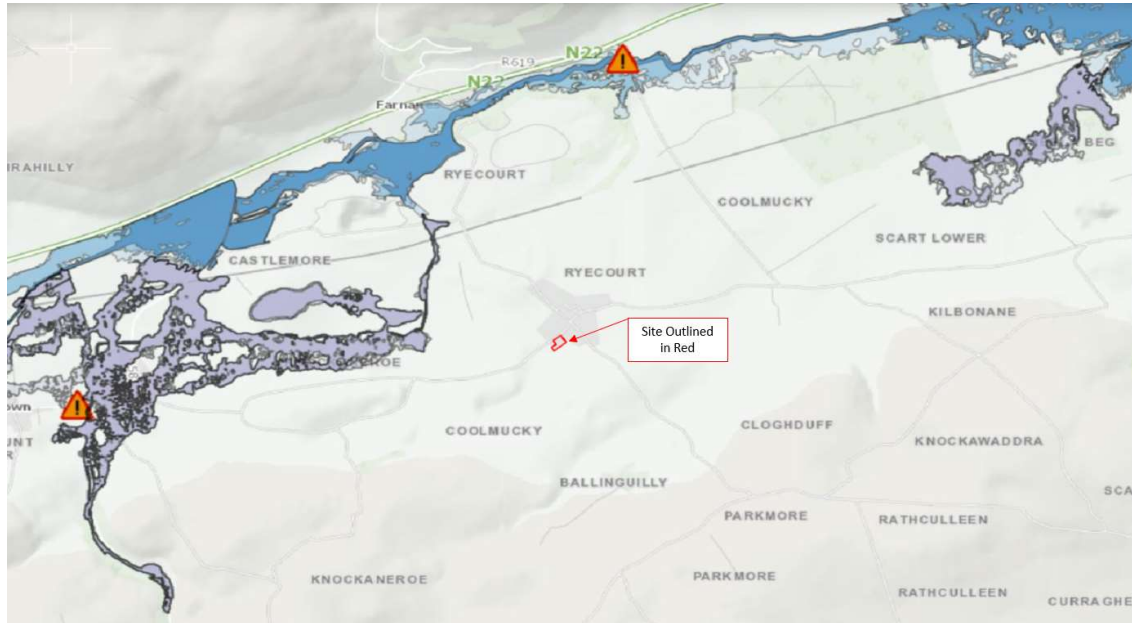 N22
R619
N22
Farnan
IRAHILLY
RYECOURT
BEG
COOLMUCKY
SCART LOWER
CASTLEMORE
RYECOURT
KILBONANE
Site Outlined
in Red
ROE
own
COOLMUCKY
CLOGHDUFF
UNT
R
KNOCKAWADDRA
BALLINGUILLY
SCA
PARKMORE
RATHCULLEEN
KNOCKANEROE
PARKMORE
RATHCULLEEN
CURRAGHE